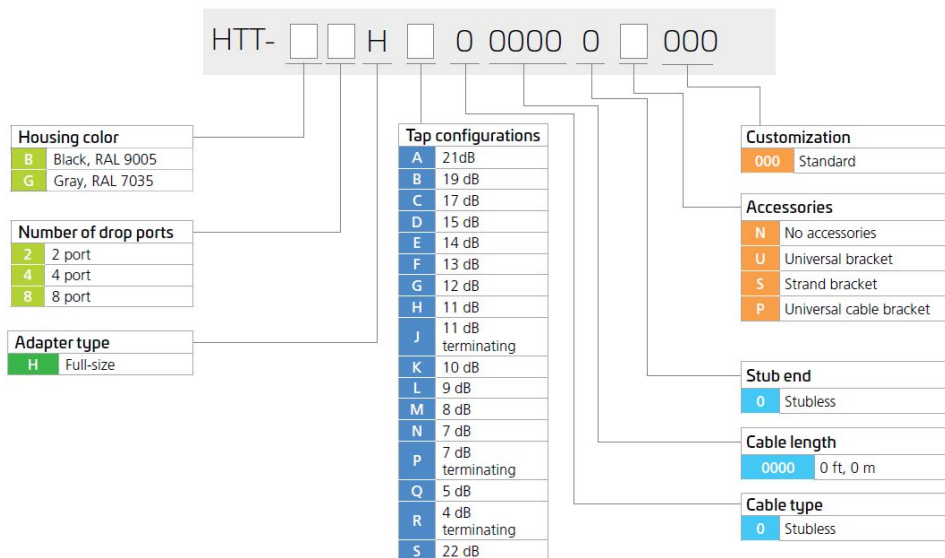 HTT- H 0 0000 0 000
Housing color
B Black, RAL 9005
G Gray, RAL 7035
Number of drop ports
2 2 port
4 4 port
8 8 port
Adapter type
H Full-size
Tap configurations
A 21dB
B 19 dB
C 17 dB
D 15 dB
E 14 dB
F 13 dB
G 12 dB
H 11 dB
J 11 dB
terminating
K 10 dB
L 9 dB
M 8 dB
N 7 dB
P 7 dB
terminating
Q 5 dB
R 4 dB
terminating
S 22 dB
Customization
000 Standard
Accessories
N No accessories
U Universal bracket
S Strand bracket
P Universal cable bracket
Stub end
0 Stubless
Cable length
0000 0 ft, 0 m
Cable type
0 Stubless